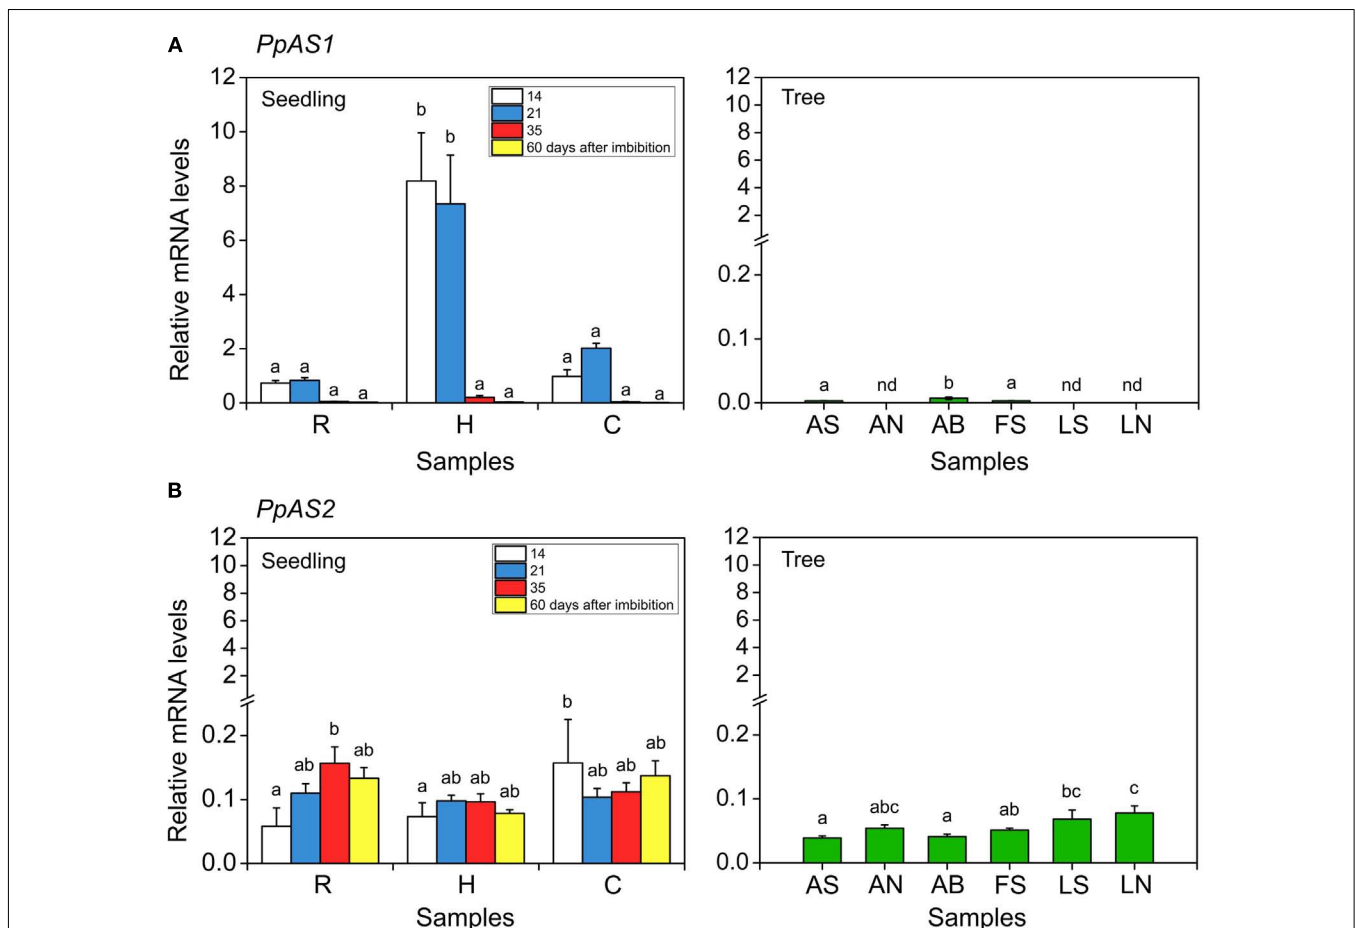 A
PpAS1
Seedling
14
21
35
60 days after imbibition
Relative mRNA levels
12
10
8
6
4
2
0
b
b
a
a
a
a
a
a
a
a
a
a
R
H
C
Samples
Tree
12
10
8
6
4
2
0.2
0.1
0.0
a
nd
b
a
nd
nd
AS
AN
AB
FS
LS
LN
Samples
B
PpAS2
Seedling
14
21
35
60 days after imbibition
Relative mRNA levels
12
10
8
6
4
2
0.2
0.1
0.0
a
ab
b
ab
a
ab
ab
ab
b
ab
ab
ab
R
H
C
Samples
Tree
12
10
8
6
4
2
0.2
0.1
0.0
a
abc
a
ab
bc
c
AS
AN
AB
FS
LS
LN
Samples